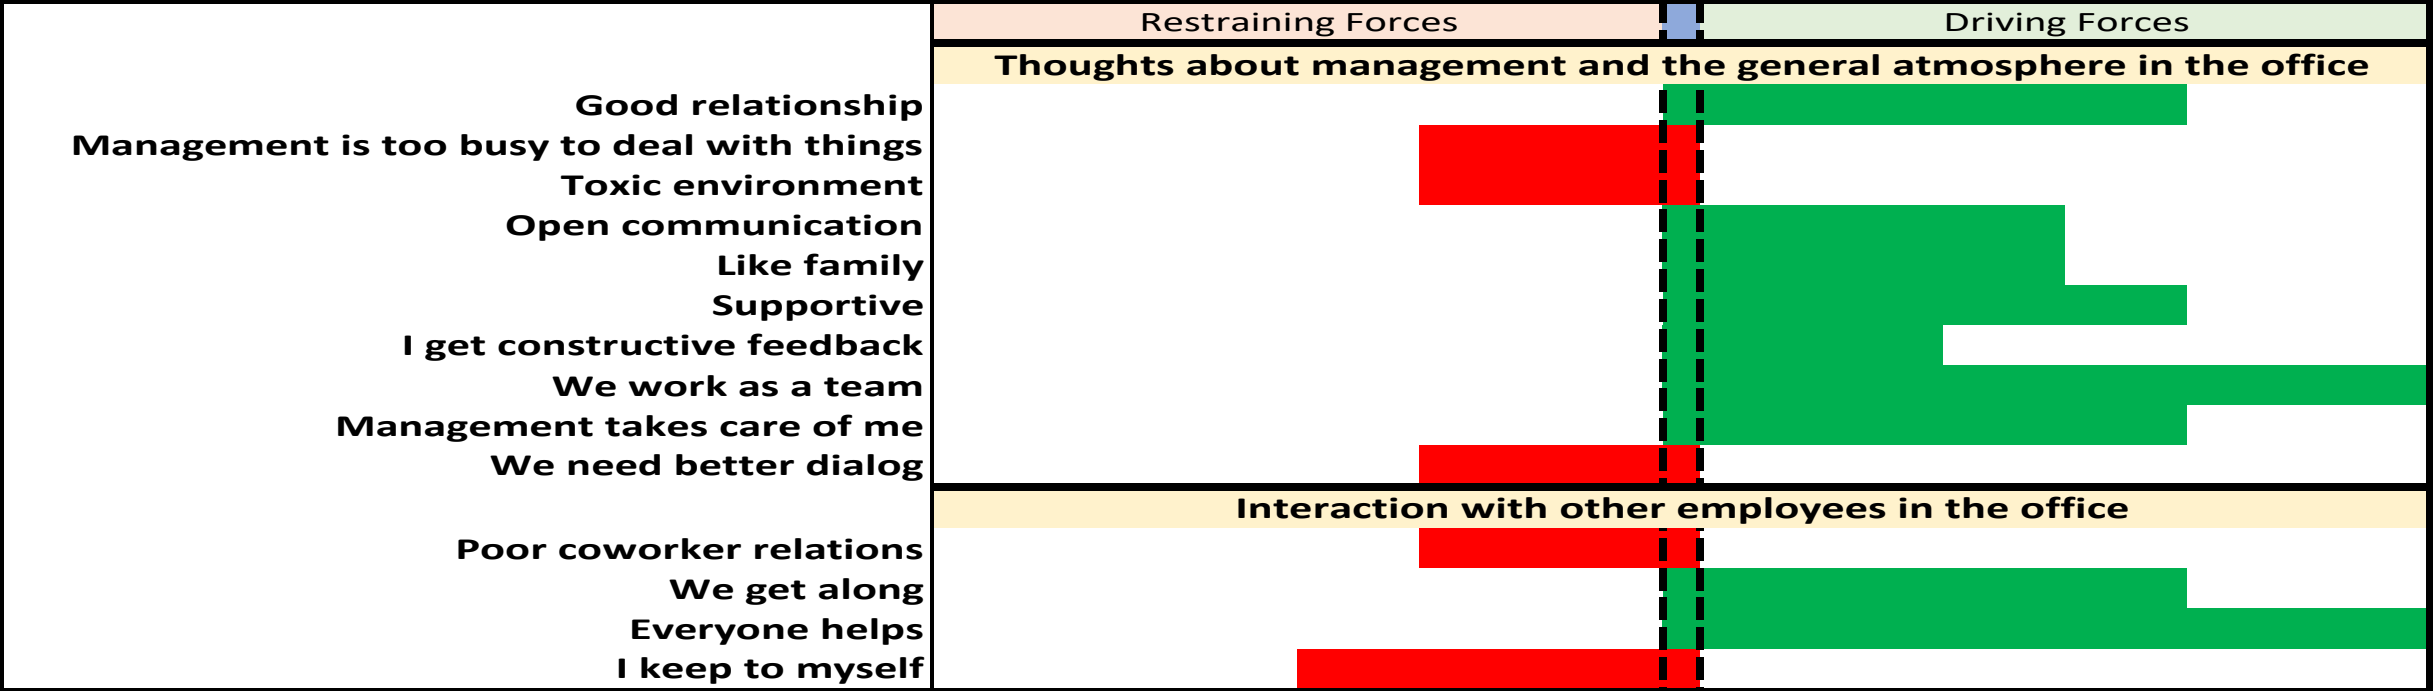 Restraining Forces
Driving Forces
Thoughts about management and the general atmosphere in the office
Good relationship
Management is too busy to deal with things
Toxic environment
Open communication
Like family
Supportive
I get constructive feedback
We work as a team
Management takes care of me
We need better dialog
Interaction with other employees in the office
Poor coworker relations
We get along
Everyone helps
I keep to myself